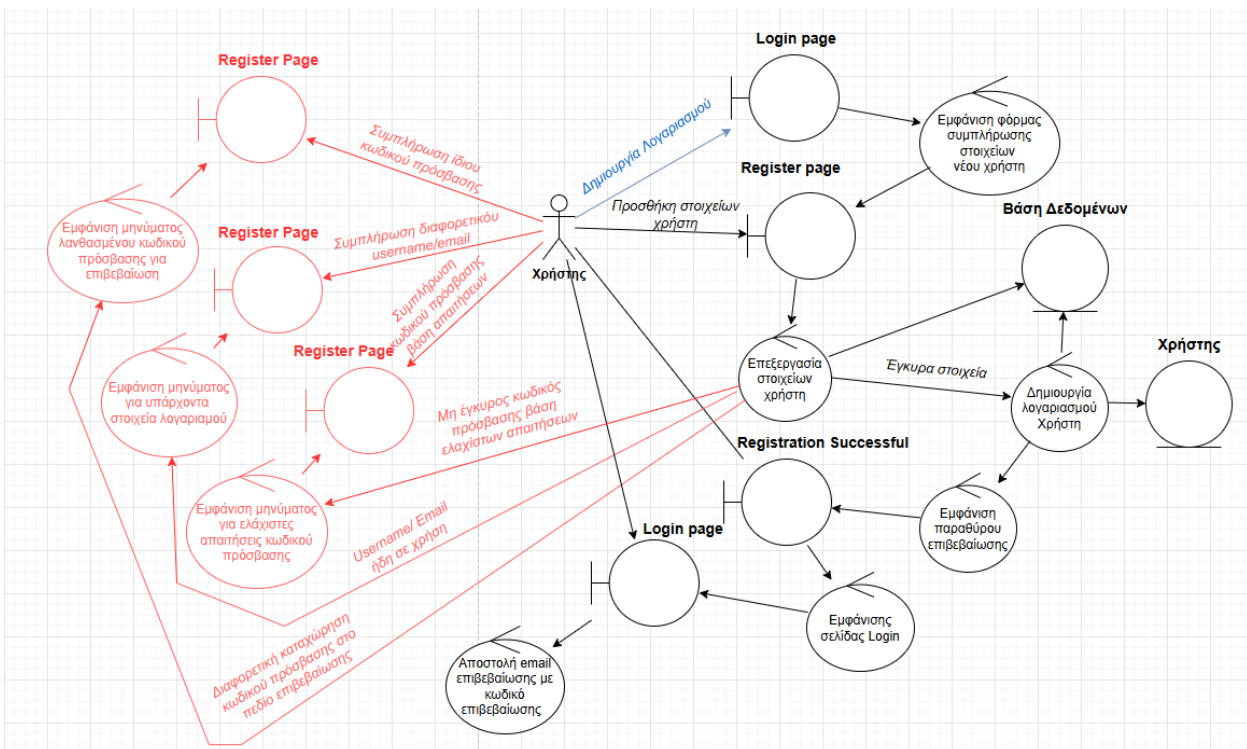 Login page
Register Page
Εμφάνιση φόρμας
συμπλήρωσης
στοιχείων
νέου χρήστη
Δημιουργία Λογαριασμού
Συμπλήρωση ίδιου
κωδικού πρόσβασης
Register page
Προσθήκη στοιχείων
χρήστη
Βάση Δεδομένων
Εμφάνιση μηνύματος
λανθασμένου κωδικού
πρόσβασης για
επιβεβαίωση
Register Page
Συμπλήρωση διαφορετικόυ
username/email
Χρήστης
Συμπλήρωση
κωδικού πρόσβασης
βάση απαιτήσεων
Register Page
Επεξεργασία
στοιχείων
χρήστη
Έγκυρα στοιχεία
Χρήστης
Εμφάνιση μηνύματος
για υπάρχοντα
στοιχεία λογαριαμού
Δημιουργία
λογαριασμού
Χρήστη
Μη έγκυρος κωδικός
πρόσβασης βάση
ελαχίστων απαιτήσεων
Registration Successful
Εμφάνιση μηνύματος
για ελάχιστες
απαιτήσεις κωδικού
πρόσβασης
Εμφάνιση
παραθύρου
επιβεβαίωσης
Username/ Email
ήδη σε χρήση
Login page
Εμφάνισης
σελίδας Login
Διαφορετική καταχώρηση
κωδικού πρόσβασης στο
πεδίο επιβεβαίωσης
Αποστολή email
επιβεβαίωσης με
κωδικό
επιβεβαίωσης